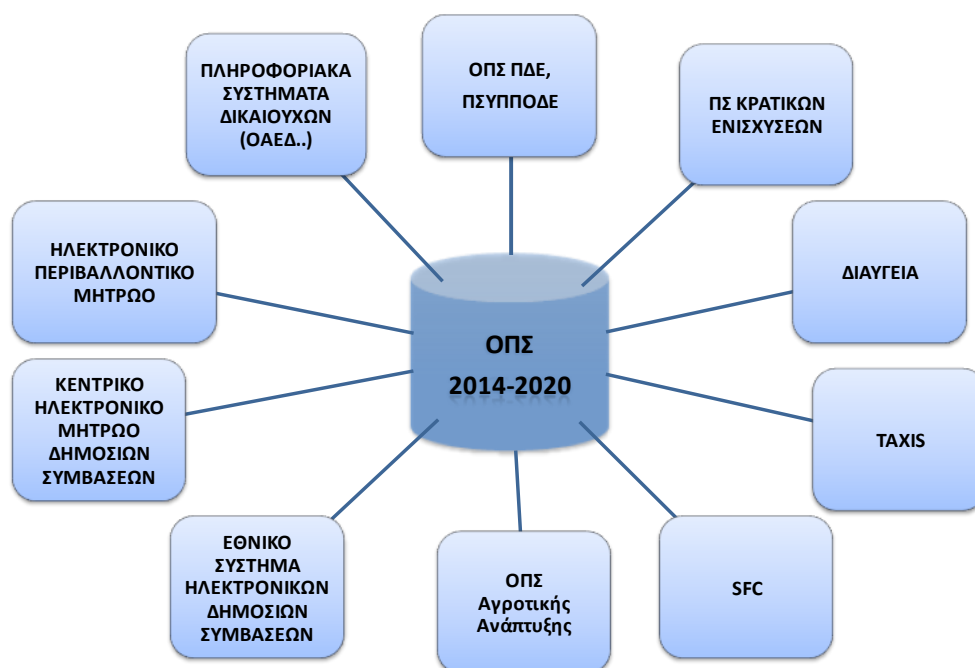 ΠΛΗΡΟΦΟΡΙΑΚΑ
ΣΥΣΤΗΜΑΤΑ
ΔΙΚΑΙΟΥΧΩΝ
(ΟΑΕΔ..)
ΟΠΣ ΠΔΕ,
ΠΣΥΠΠΟΔΕ
ΠΣ ΚΡΑΤΙΚΩΝ
ΕΝΙΣΧΥΣΕΩΝ
ΗΛΕΚΤΡΟΝΙΚΟ
ΠΕΡΙΒΑΛΛΟΝΤΙΚΟ
ΜΗΤΡΩΟ
ΔΙΑΥΓΕΙΑ
ΟΠΣ
2014-2020
ΚΕΝΤΡΙΚΟ
ΗΛΕΚΤΡΟΝΙΚΟ
ΜΗΤΡΩΟ
ΔΗΜΟΣΙΩΝ
ΣΥΜΒΑΣΕΩΝ
TAXIS
ΕΘΝΙΚΟ
ΣΥΣΤΗΜΑ
ΗΛΕΚΤΡΟΝΙΚΩΝ
ΔΗΜΟΣΙΩΝ
ΣΥΜΒΑΣΕΩΝ
ΟΠΣ
Αγροτικής
Ανάπτυξης
SFC